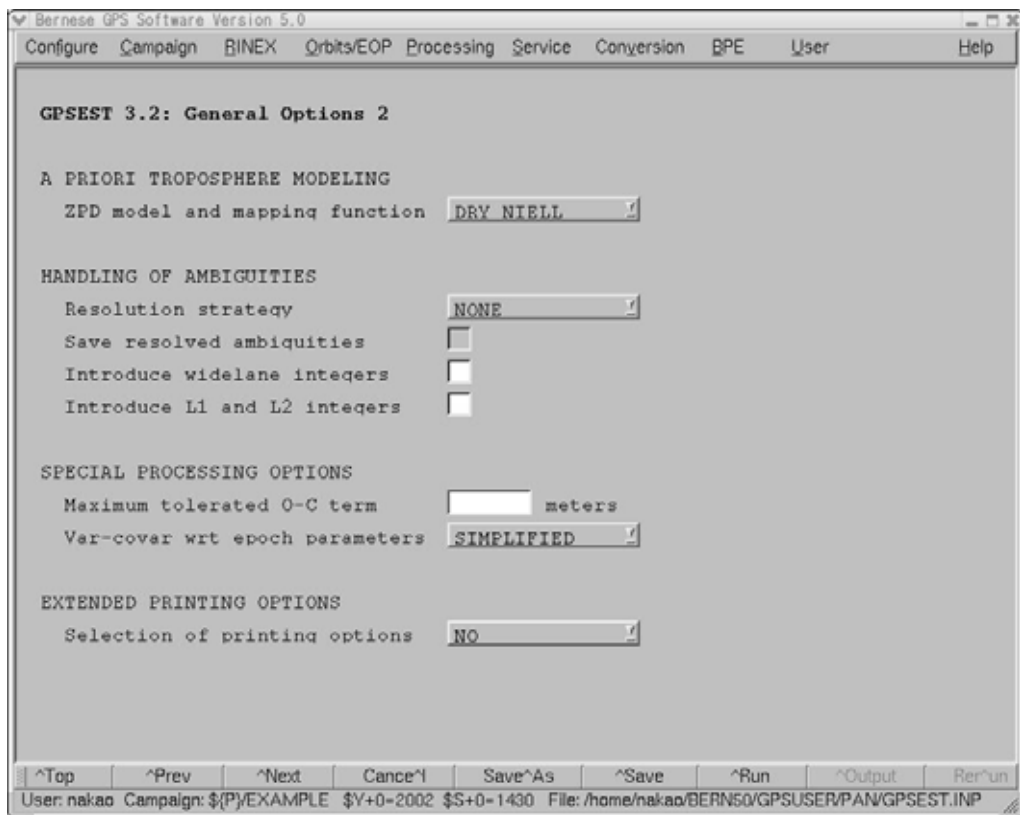 Bernese GPS Software Version 5.0
Configure Campaign RINEX Orbits/EOP Processing Service Conversion BPE User Help
GPSEST 3.2: General Options 2
A PRIORI TROPOSPHERE MODELING
ZPD model and mapping function DRY_NIELL
HANDLING OF AMBIGUITIES
Resolution strategy NONE
Save resolved ambiguities
Introduce widelane integers
Introduce L1 and L2 integers
SPECIAL PROCESSING OPTIONS
Maximum tolerated O-C term meters
Var-covar wrt epoch parameters SIMPLIFIED
EXTENDED PRINTING OPTIONS
Selection of printing options NO
^Top ^Prev ^Next Cance^l Save^As ^Save ^Run ^Output Rer^un
User: nakao Campaign: ${P}/EXAMPLE $Y+0=2002 $S+0=1430 File: /home/nakao/BERN50/GPSUSER/PAN/GPSEST.INP